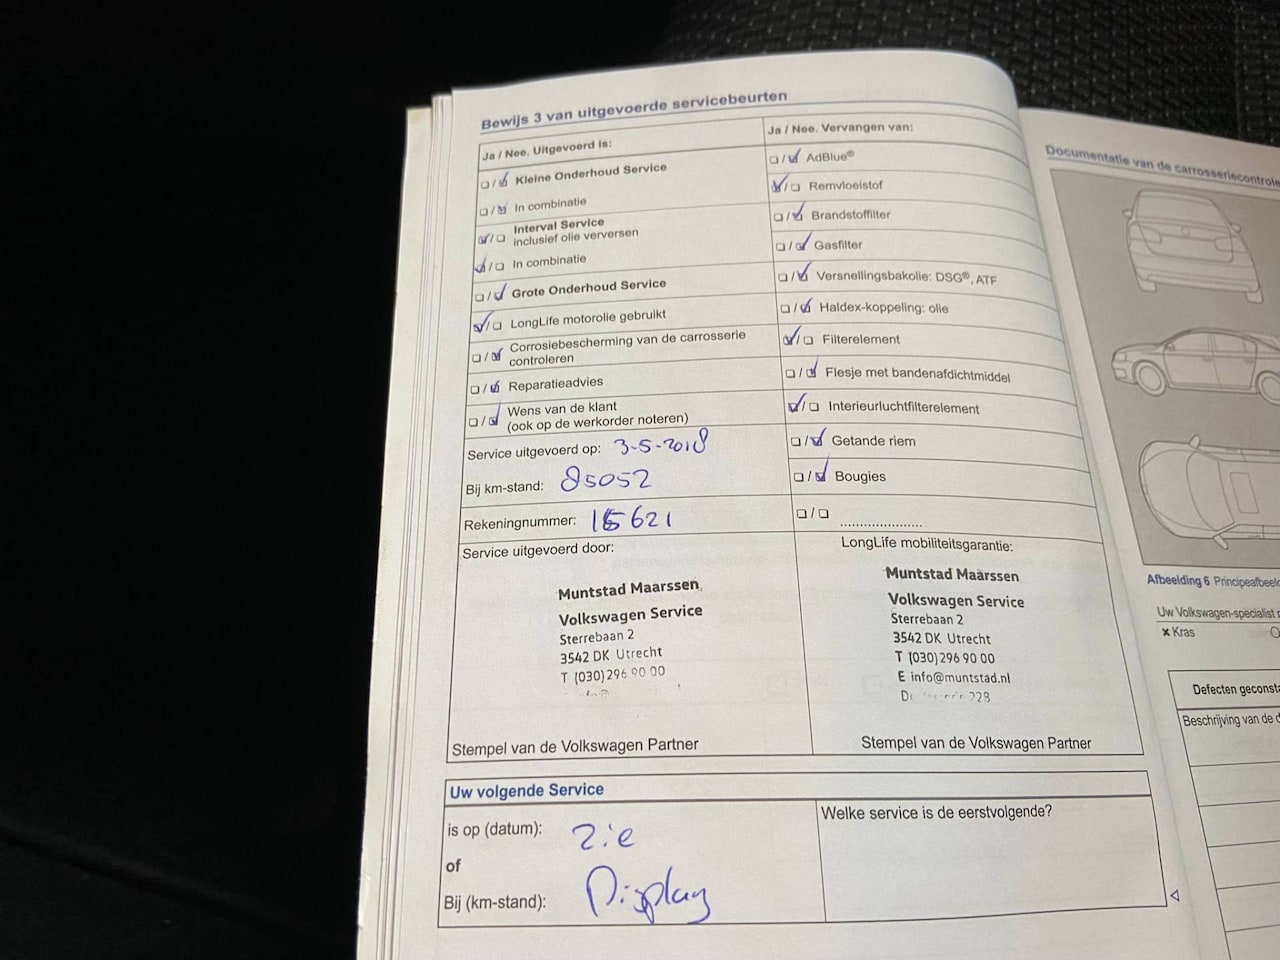 Bewijs 3 van uitgevoerde servicebeurten
Ja / Nee. Uitgevoerd is:
☐/☑ Kleine Onderhoud Service
☐/☑ In combinatie
☑/☐ Interval Service
inclusief olie verversen
☑/☐ In combinatie
☐/☑ Grote Onderhoud Service
☑/☐ LongLife motorolie gebruikt
☐/☑ Corrosiebescherming van de carrosserie
controleren
☐/☑ Reparatieadvies
☐/☑ Wens van de klant
(ook op de werkorder noteren)
Service uitgevoerd op: 3-5-2018
Bij km-stand: 85052
Rekeningnummer: 15621
Service uitgevoerd door:
Muntstad Maarssen
Volkswagen Service
Sterrebaan 2
3542 DK Utrecht
T (030) 296 90 00
Stempel van de Volkswagen Partner
Ja / Nee. Vervangen van:
☐/☑ AdBlue®
☑/☐ Remvloeistof
☐/☑ Brandstoffilter
☐/☑ Gasfilter
☐/☑ Versnellingsbakolie: DSG®, ATF
☐/☑ Haldex-koppeling: olie
☑/☐ Filterelement
☐/☑ Flesje met bandenafdichtmiddel
☑/☐ Interieurluchtfilterelement
☐/☑ Getande riem
☐/☑ Bougies
☐/☐ ......................
LongLife mobiliteitsgarantie:
Muntstad Maarssen
Volkswagen Service
Sterrebaan 2
3542 DK Utrecht
T (030) 296 90 00
E info@muntstad.nl
Stempel van de Volkswagen Partner
Uw volgende Service
is op (datum): zie
of
Bij (km-stand): Display
Welke service is de eerstvolgende?
Documentatie van de carrosseriecontrole
Afbeelding 6
Uw Volkswagen-specialist
× Kras
Defecten
Beschrijving van de